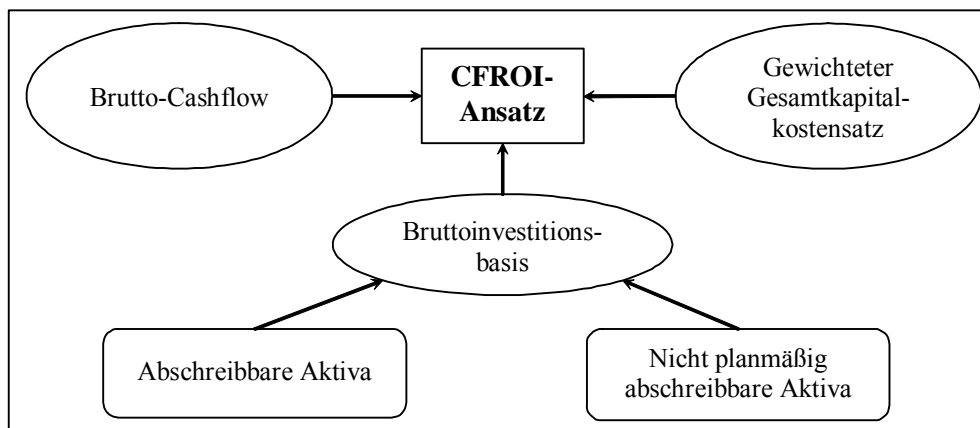 Brutto-Cashflow
CFROI-
Ansatz
Gewichteter
Gesamtkapital-
kostensatz
Bruttoinvestitions-
basis
Abschreibbare Aktiva
Nicht planmäßig
abschreibbare Aktiva